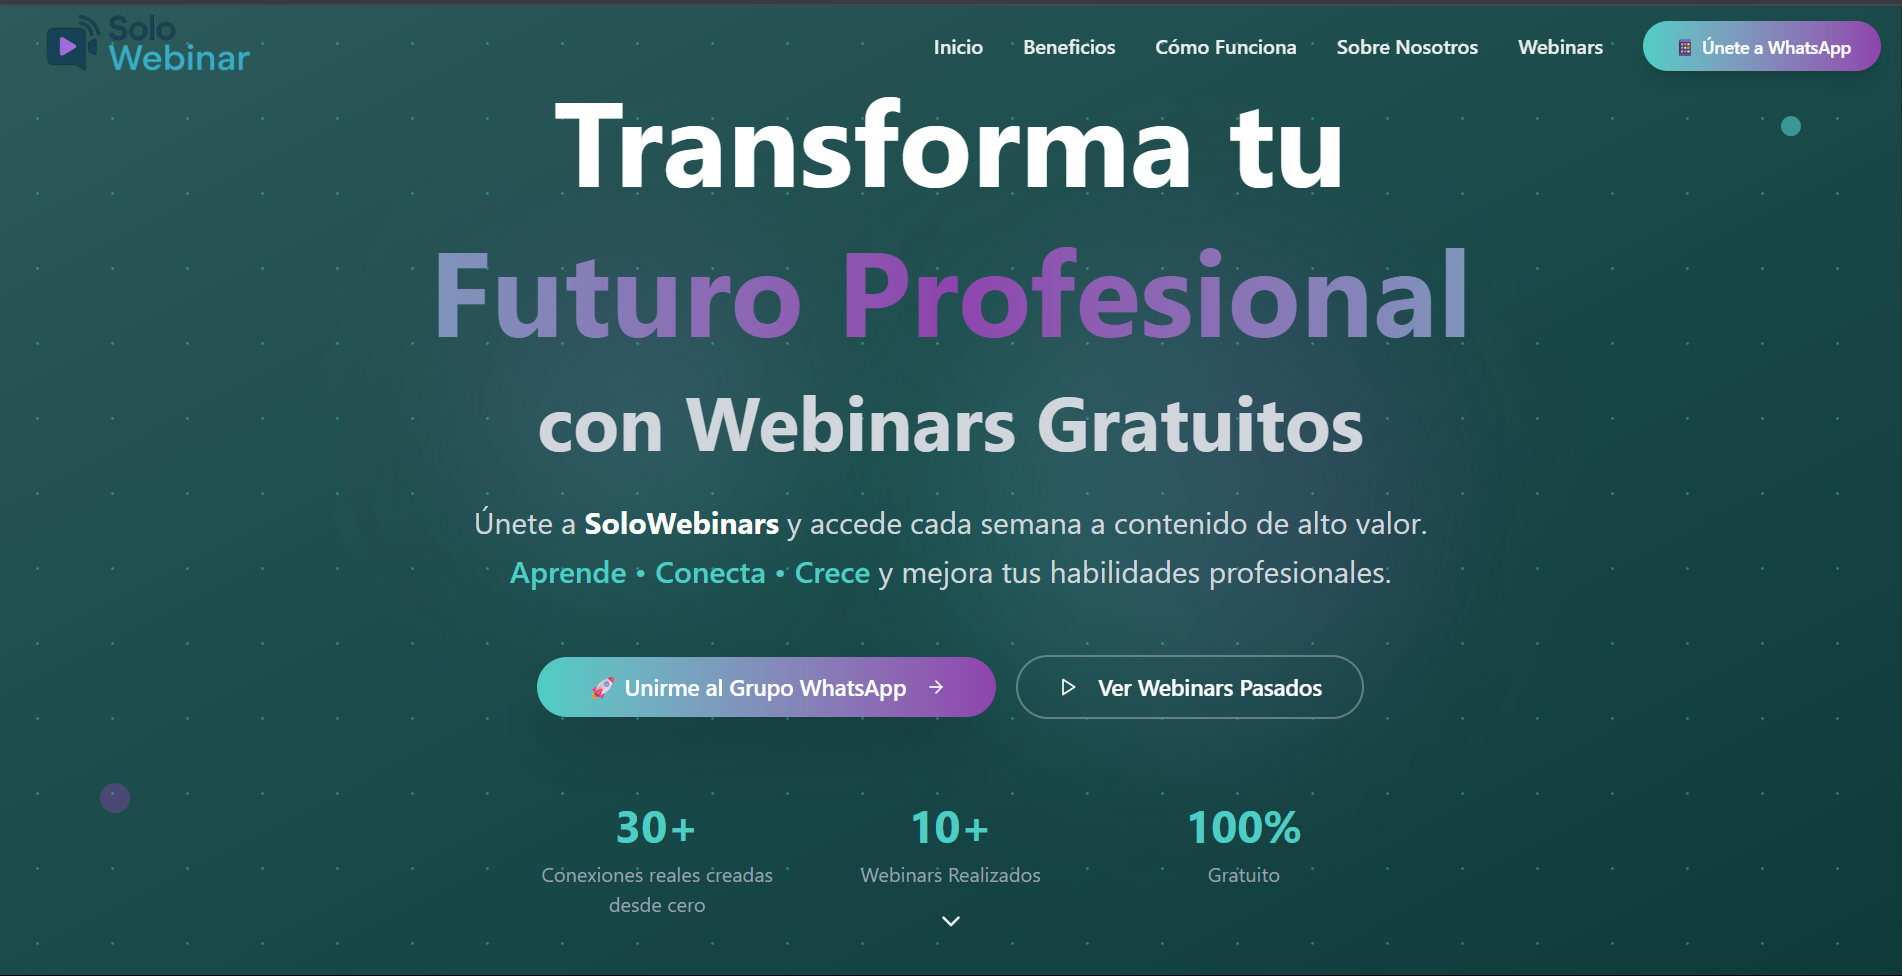 Solo
Webinar
Inicio
Beneficios
Cómo Funciona
Sobre Nosotros
Webinars
Únete a WhatsApp
Transforma tu
Futuro Profesional
con Webinars Gratuitos
Únete a SoloWebinars y accede cada semana a contenido de alto valor.
Aprende • Conecta • Crece y mejora tus habilidades profesionales.
🚀 Unirme al Grupo WhatsApp →
Ver Webinars Pasados
30+
Conexiones reales creadas
desde cero
10+
Webinars Realizados
100%
Gratuito